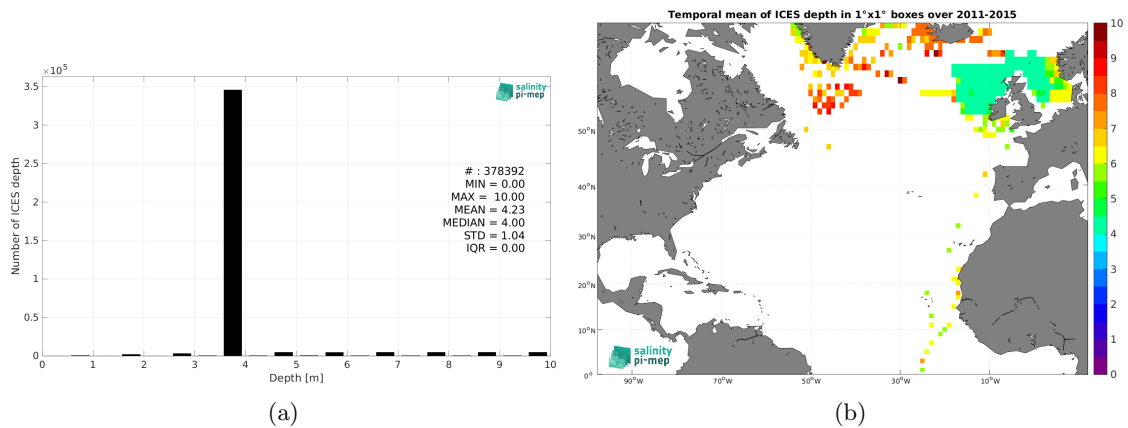 Temporal mean of ICES depth in 1°x1° boxes over 2011-2015
×10⁵
3.5
3
2.5
2
1.5
1
0.5
0
Number of ICES depth
salinity
pi-mep
# : 378392
MIN = 0.00
MAX = 10.00
MEAN = 4.23
MEDIAN = 4.00
STD = 1.04
IQR = 0.00
0 1 2 3 4 5 6 7 8 9 10
Depth [m]
(a)
50°N
40°N
30°N
20°N
10°N
0°
90°W 70°W 50°W 30°W 10°W
salinity
pi-mep
10
9
8
7
6
5
4
3
2
1
0
(b)